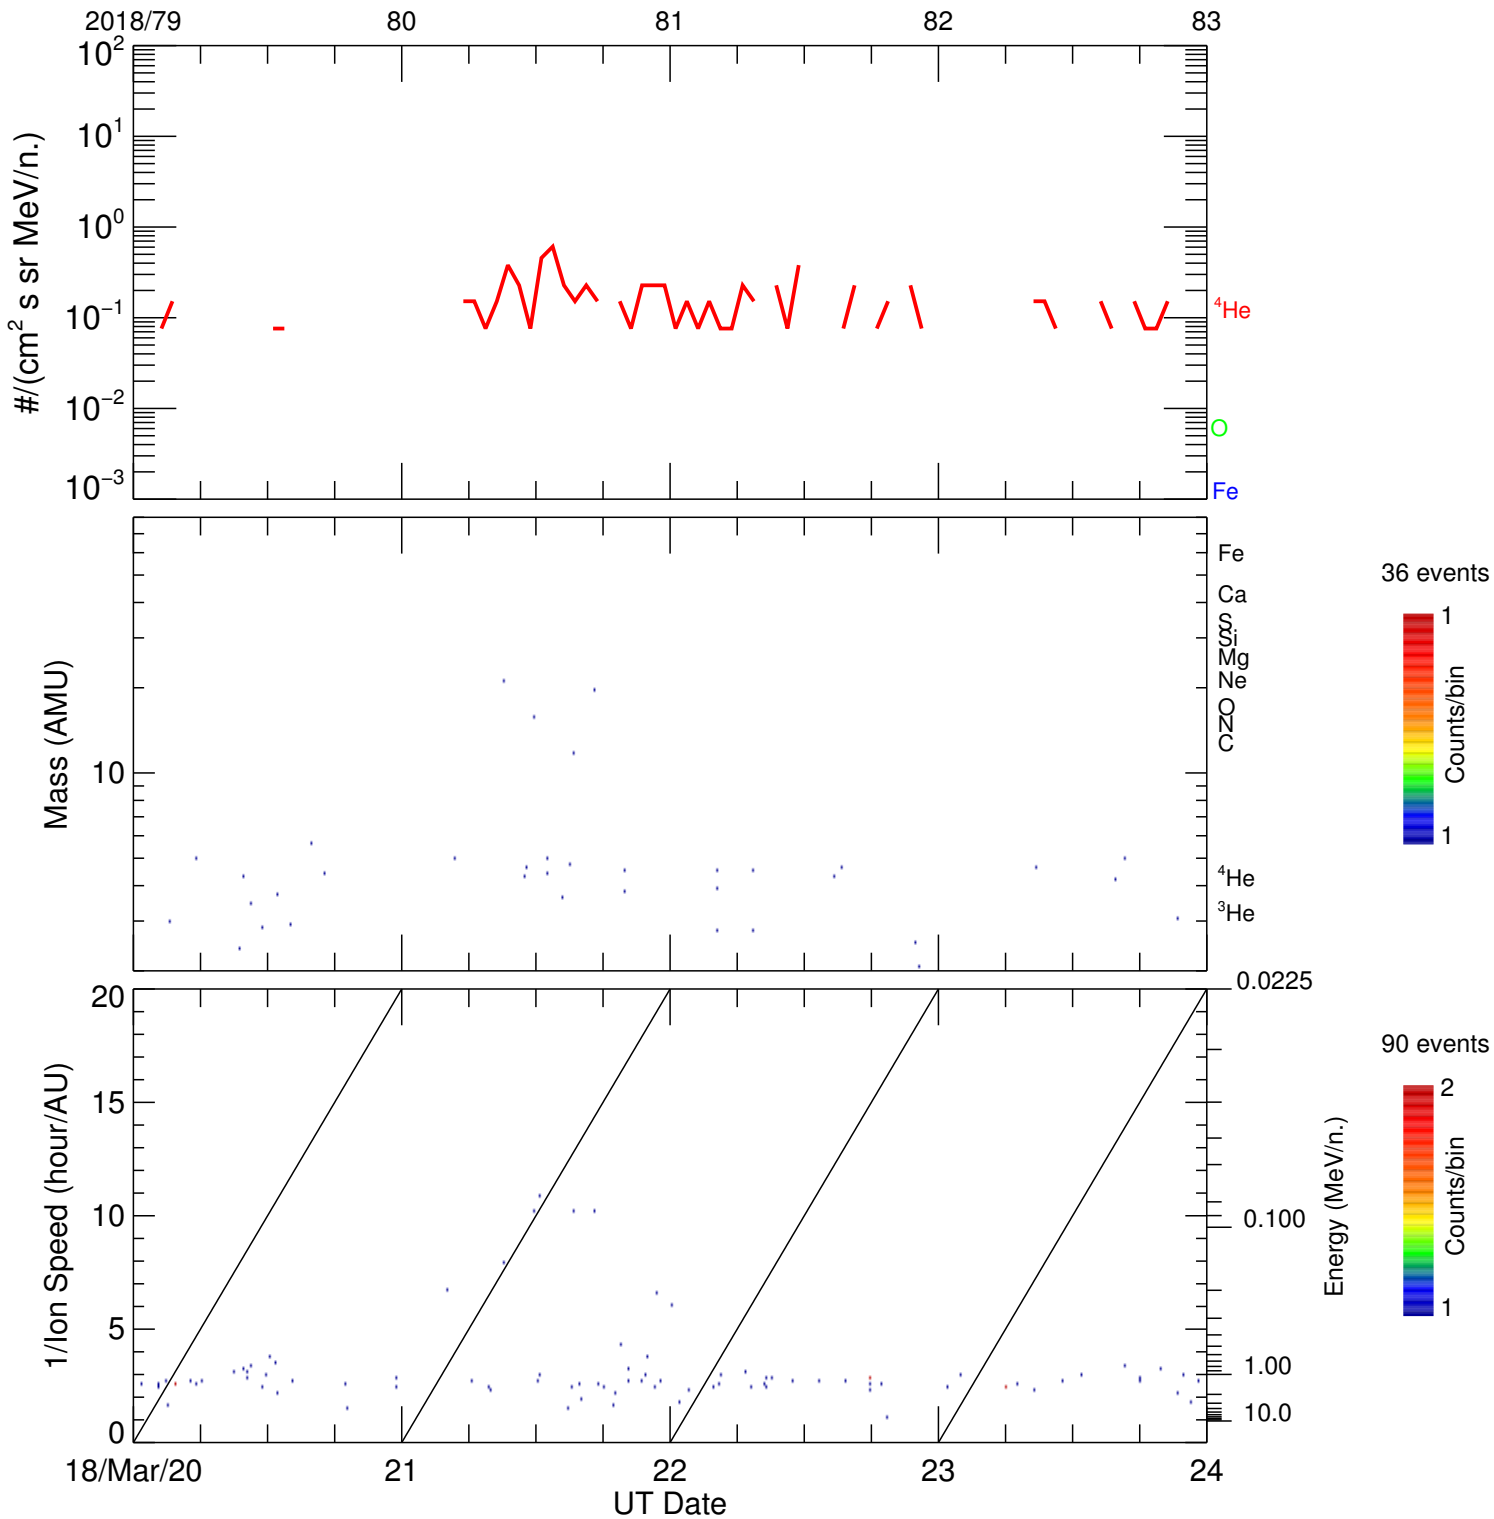 2018/79 80 81 82 83
10² 
10¹
10⁰
10⁻¹
10⁻²
10⁻³
#/(cm² s sr MeV/n.)
⁴He
O
Fe
Mass (AMU)
10
Fe
Ca
S
Si
Mg
Ne
O
N
C
⁴He
³He
36 events
1
Counts/bin
1
1/Ion Speed (hour/AU)
20
15
10
5
0
0.0225
0.100
1.00
10.0
Energy (MeV/n.)
90 events
2
Counts/bin
1
18/Mar/20 21 22 23 24
UT Date